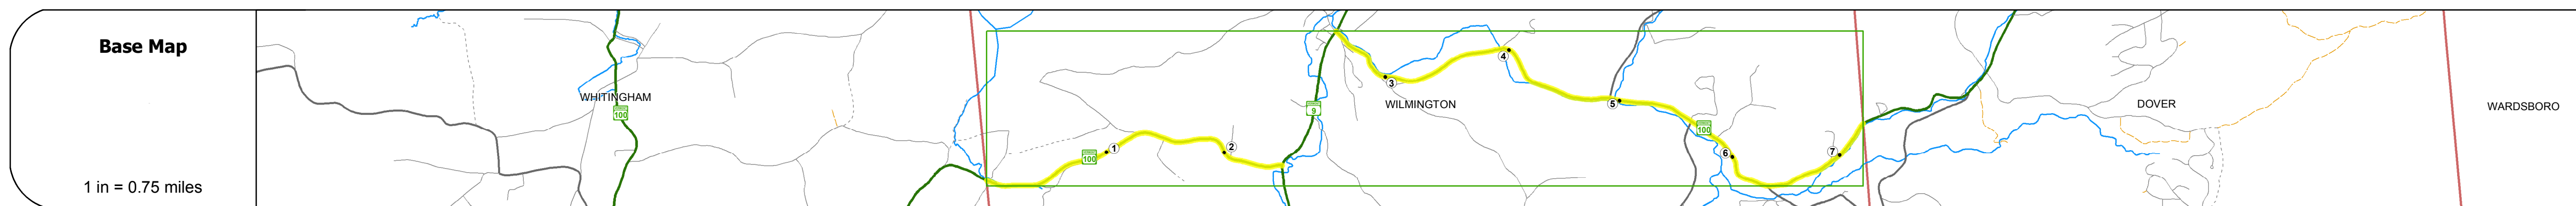 Base Map
1 in = 0.75 miles
WHITINGHAM
100
100
1
2
9
3
WILMINGTON
4
5
100
6
7
DOVER
WARDSBORO